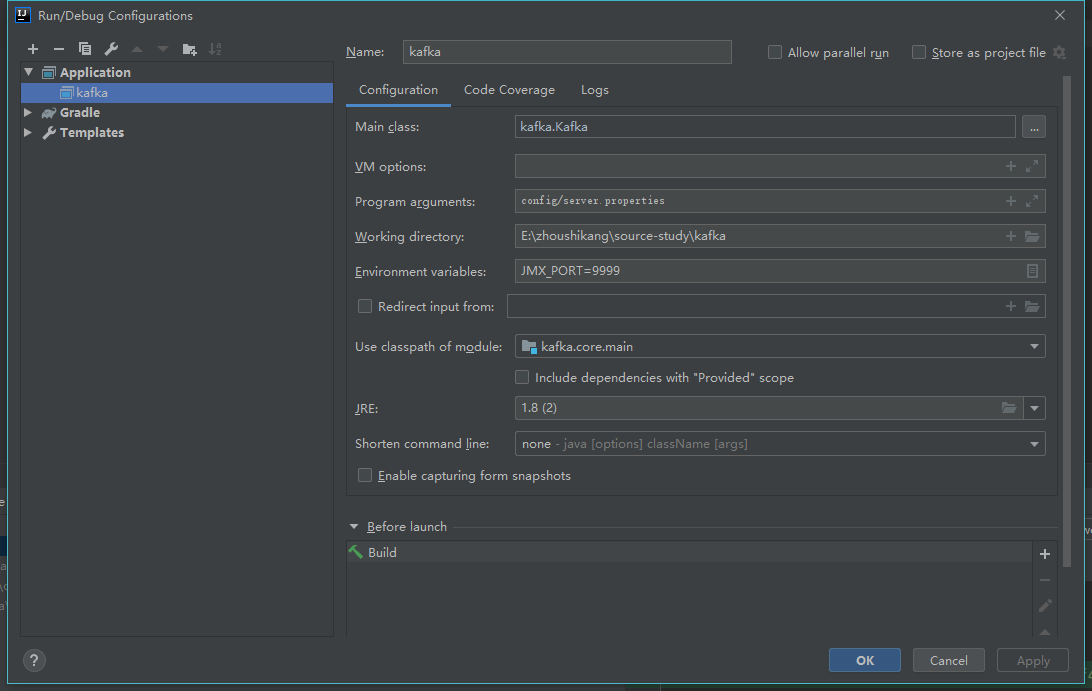 Run/Debug Configurations
Application
kafka
Gradle
Templates
Name: kafka
Allow parallel run
Store as project file
Configuration Code Coverage Logs
Main class: kafka.Kafka ...
VM options:
Program arguments: config/server.properties
Working directory: E:\zhoushikang\source-study\kafka
Environment variables: JMX_PORT=9999
Redirect input from:
Use classpath of module: kafka.core.main
Include dependencies with "Provided" scope
JRE: 1.8 (2)
Shorten command line: none - java [options] className [args]
Enable capturing form snapshots
Before launch
Build
? OK Cancel Apply